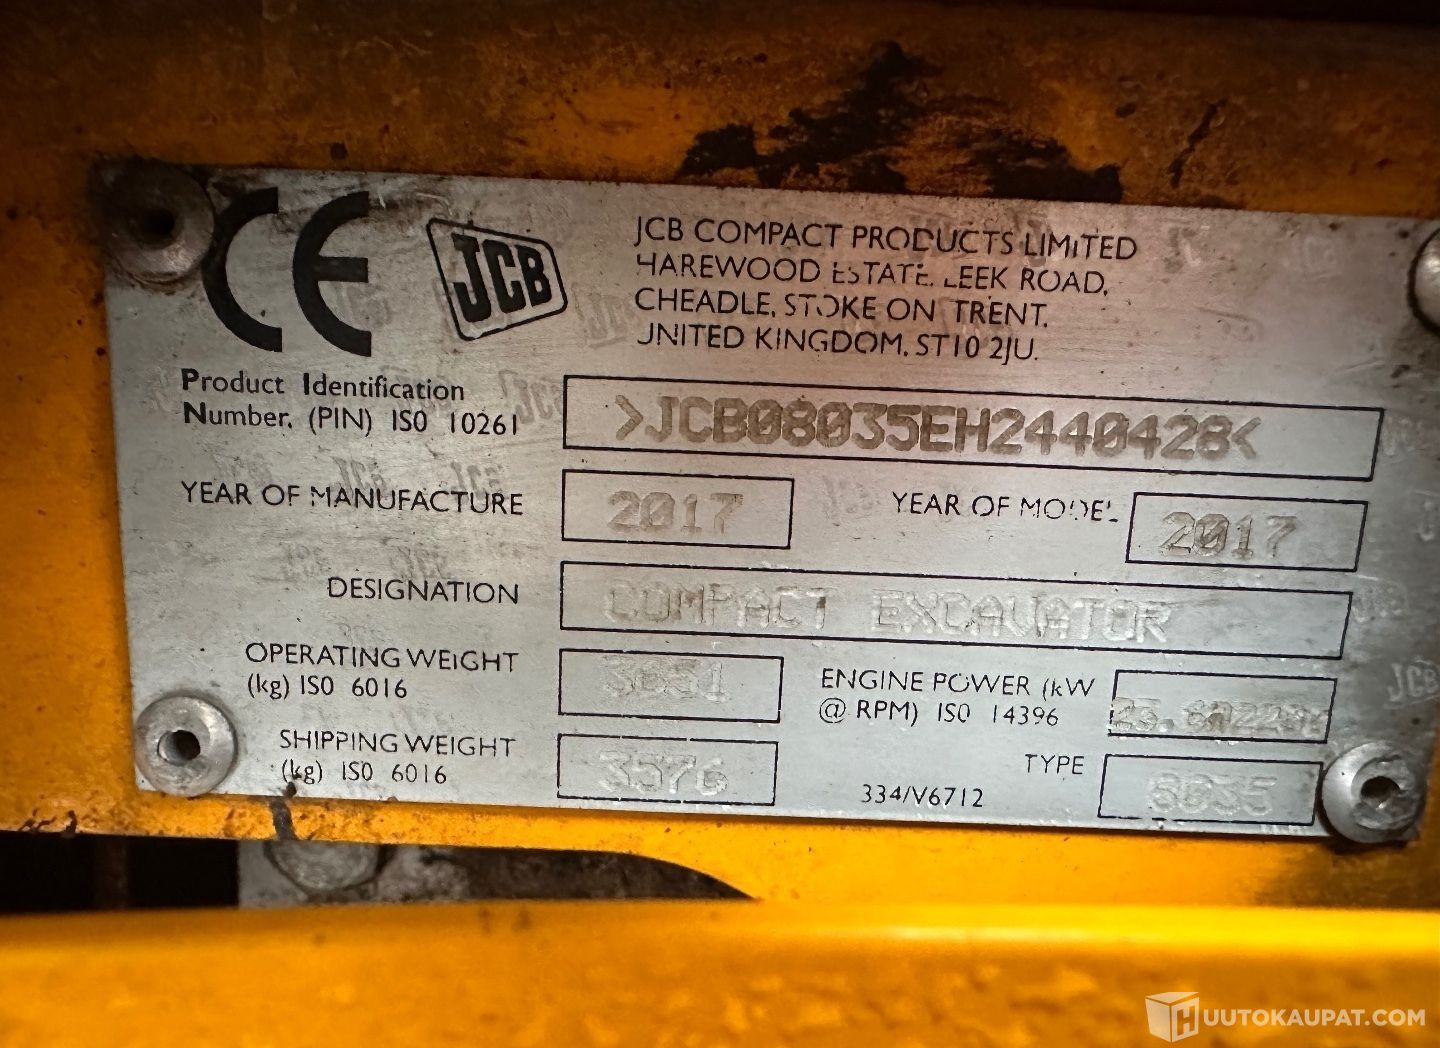 CE JCB
JCB COMPACT PRODUCTS LIMITED
HAREWOOD ESTATE, LEEK ROAD,
CHEADLE, STOKE ON TRENT,
UNITED KINGDOM, ST10 2JU.
Product Identification
Number. (PIN) ISO 10261
>JCB08035EH2440428<
YEAR OF MANUFACTURE 2017 YEAR OF MODEL 2017
DESIGNATION COMPACT EXCAVATOR
OPERATING WEIGHT
(kg) ISO 6016
ENGINE POWER (kW
@ RPM) ISO 14396
SHIPPING WEIGHT
(kg) ISO 6016
3576
334/V6712
TYPE
HUUTOKAUPAT.COM